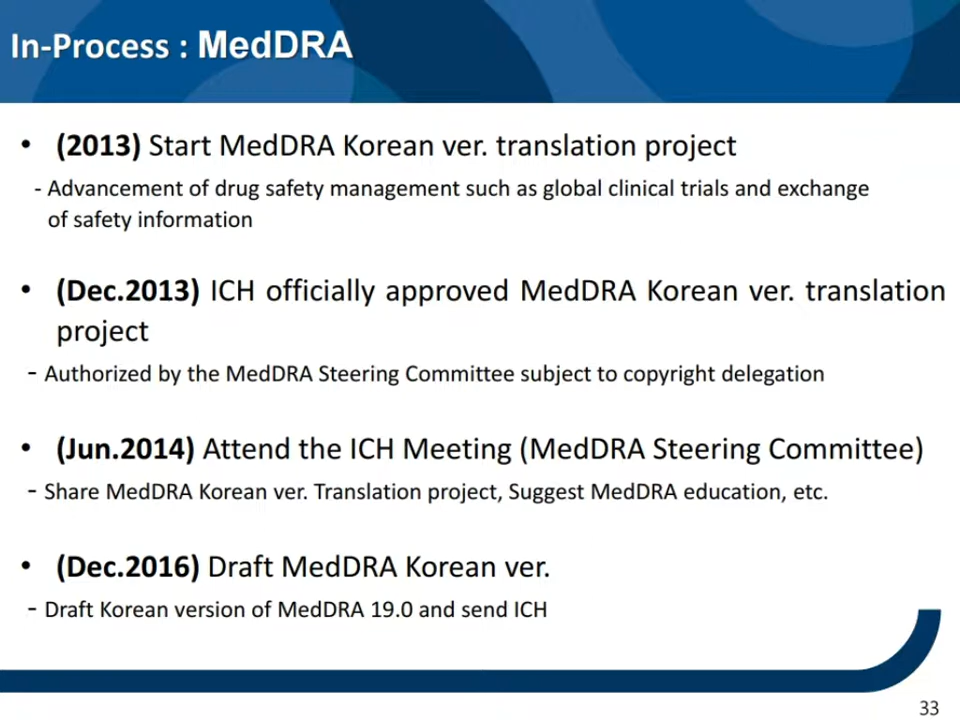 In-Process : MedDRA
• (2013) Start MedDRA Korean ver. translation project
- Advancement of drug safety management such as global clinical trials and exchange
of safety information
• (Dec.2013) ICH officially approved MedDRA Korean ver. translation
project
- Authorized by the MedDRA Steering Committee subject to copyright delegation
• (Jun.2014) Attend the ICH Meeting (MedDRA Steering Committee)
- Share MedDRA Korean ver. Translation project, Suggest MedDRA education, etc.
• (Dec.2016) Draft MedDRA Korean ver.
- Draft Korean version of MedDRA 19.0 and send ICH
33